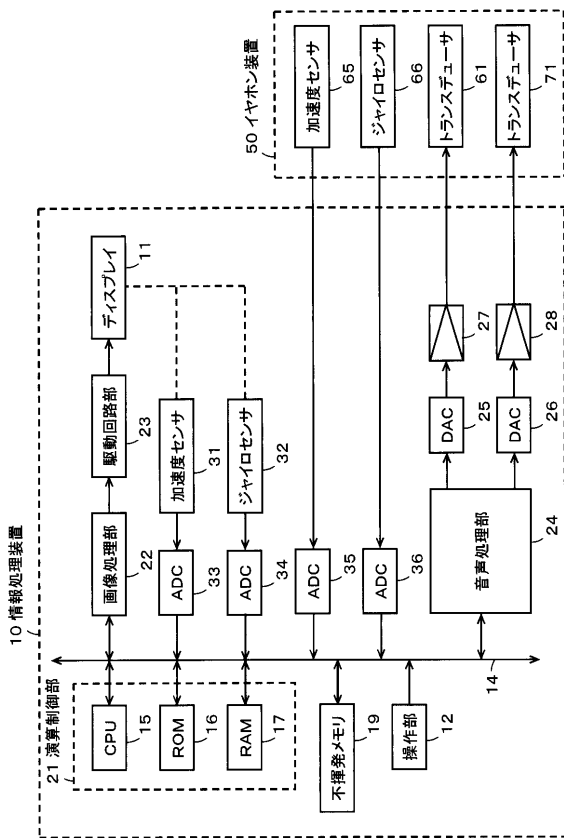 10 情報処理装置
21 演算制御部
CPU
15
ROM
16
RAM
17
不揮発メモリ
19
操作部
12
14
画像処理部
22
駆動回路部
23
ディスプレイ
11
ADC
33
加速度センサ
31
ADC
34
ジャイロセンサ
32
ADC
35
ADC
36
音声処理部
24
DAC
25
DAC
26
27
28
50 イヤホン装置
加速度センサ
65
ジャイロセンサ
66
トランスデューサ
61
トランスデューサ
71